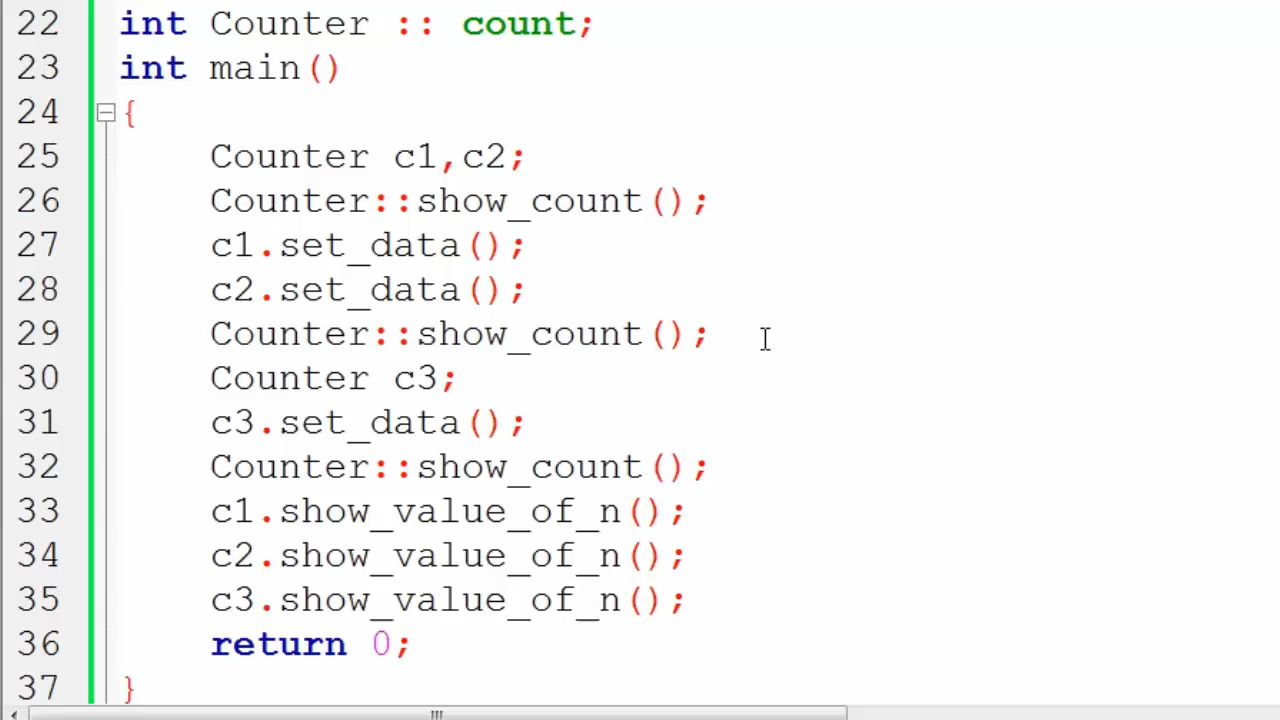 22 int Counter :: count;
23 int main()
24 {
25 Counter c1,c2;
26 Counter::show_count();
27 c1.set_data();
28 c2.set_data();
29 Counter::show_count();
30 Counter c3;
31 c3.set_data();
32 Counter::show_count();
33 c1.show_value_of_n();
34 c2.show_value_of_n();
35 c3.show_value_of_n();
36 return 0;
37 }